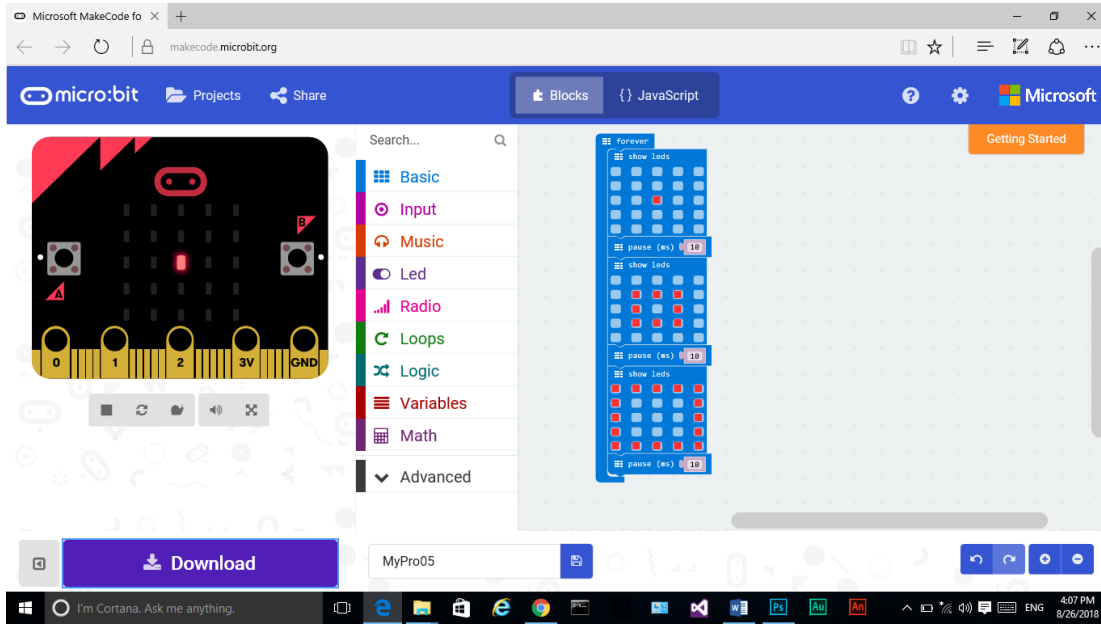 Microsoft MakeCode fo
makecode.microbit.org
micro:bit
Projects
Share
Blocks
{} JavaScript
Microsoft
Getting Started
Search...
Basic
Input
Music
Led
Radio
Loops
Logic
Variables
Math
Advanced
A
B
0 1 2 3V GND
forever
show leds
pause (ms) 10
show leds
pause (ms) 10
show leds
pause (ms) 10
Download
MyPro05
I'm Cortana. Ask me anything.
Ps
Au
An
ENG
4:07 PM
8/26/2018